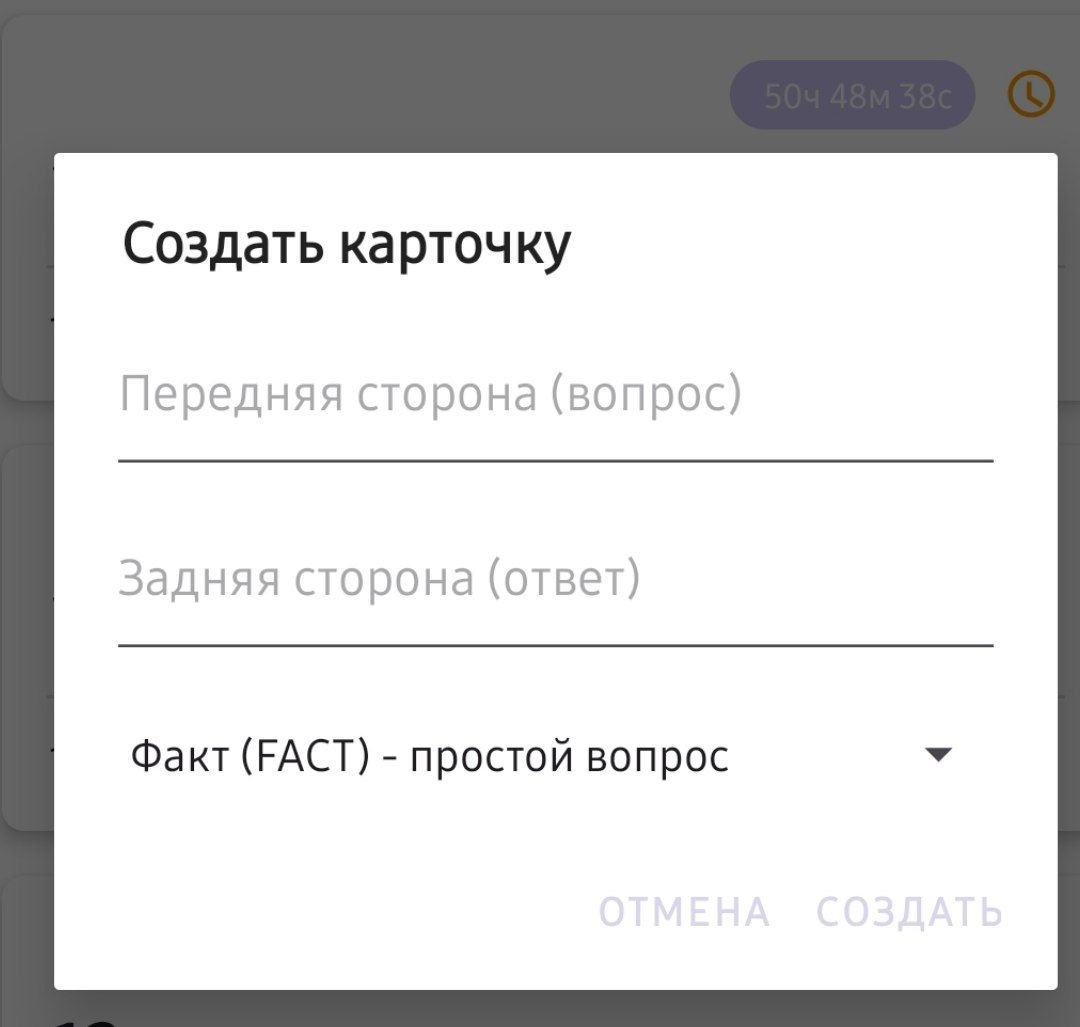 50ч 48м 38с
Создать карточку
Передняя сторона (вопрос)
Задняя сторона (ответ)
Факт (FACT) - простой вопрос
ОТМЕНА СОЗДАТЬ